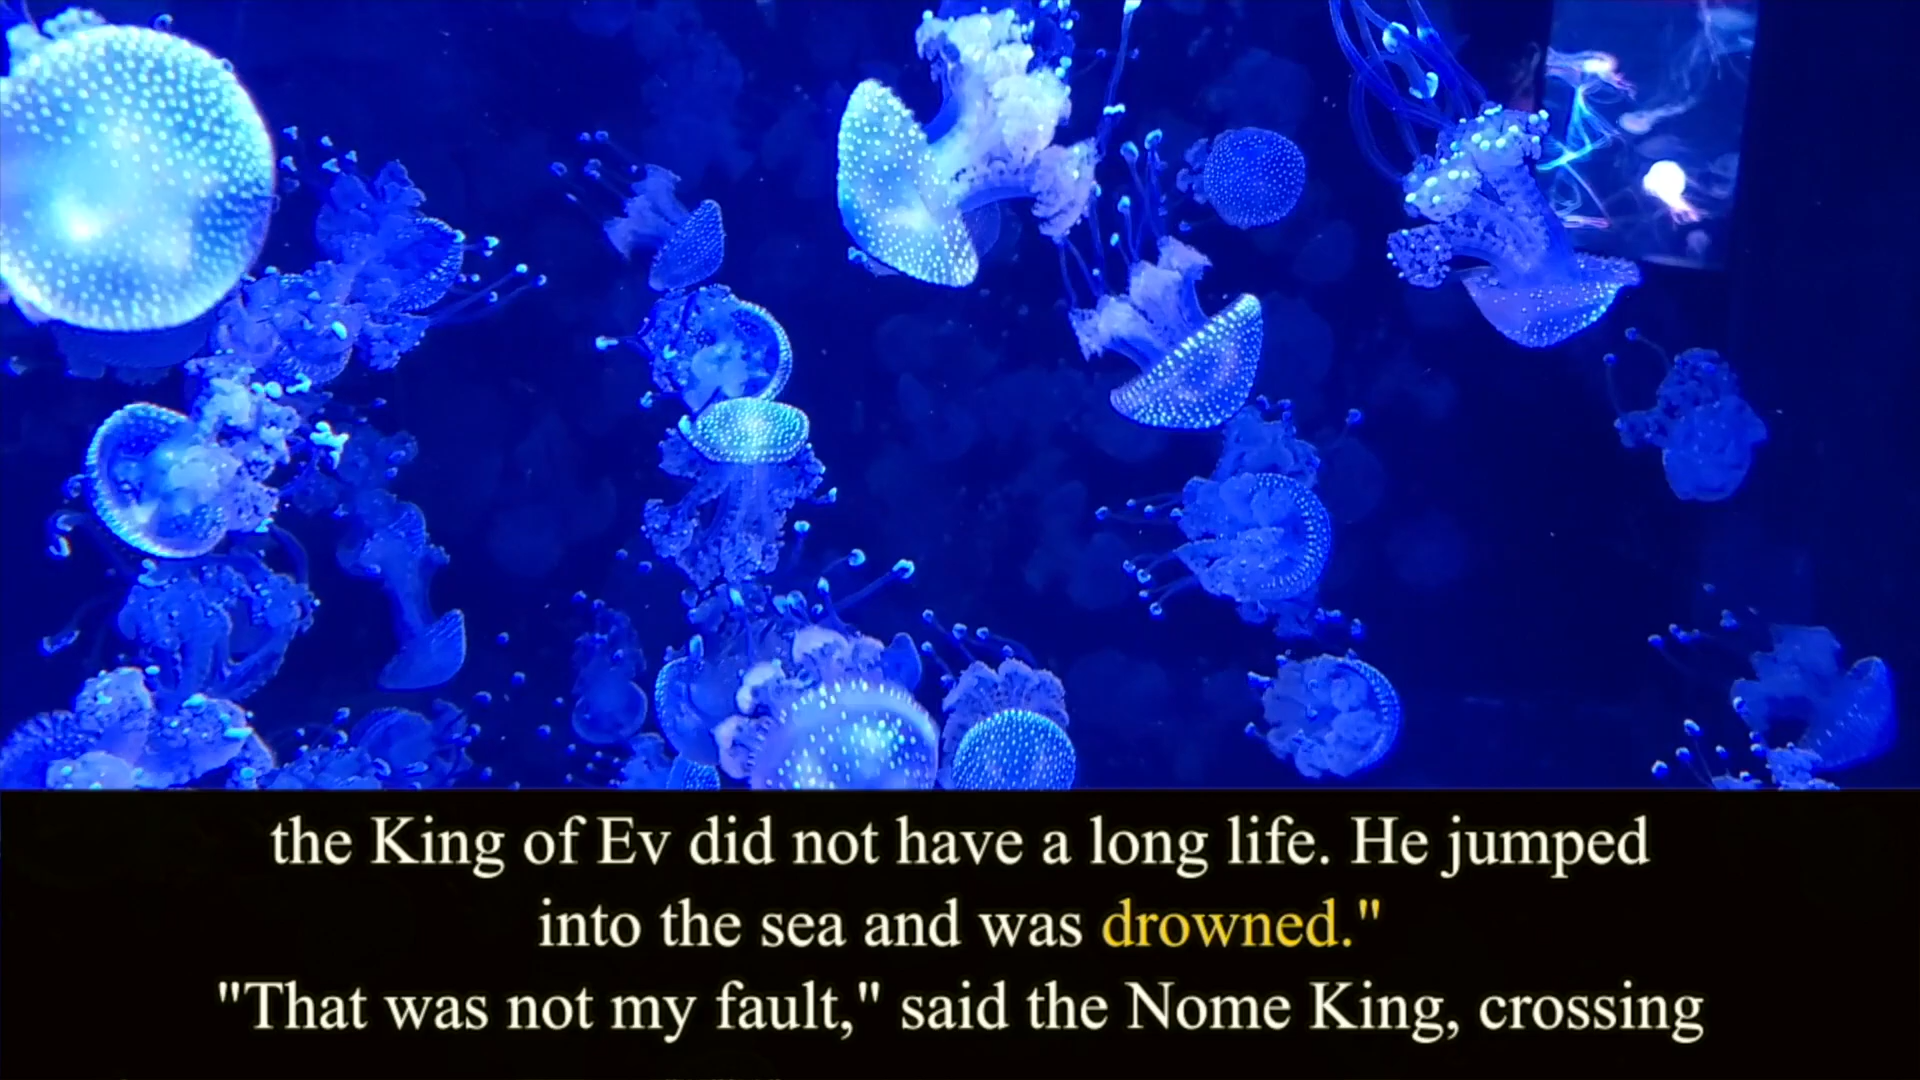 the King of Ev did not have a long life. He jumped
into the sea and was drowned."
"That was not my fault," said the Nome King, crossing